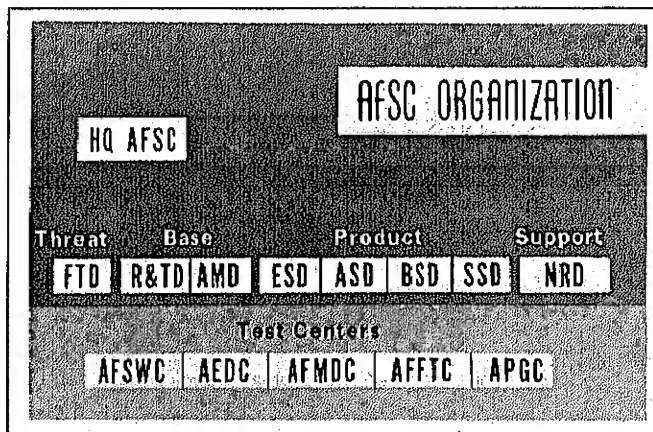 AFSC ORGANIZATION
HQ AFSC
Threat Base Product Support
FTD R&TD AMD ESD ASD BSD SSD NRD
Test Centers
AFSWC AEDC AFMDC AFFTC APGC